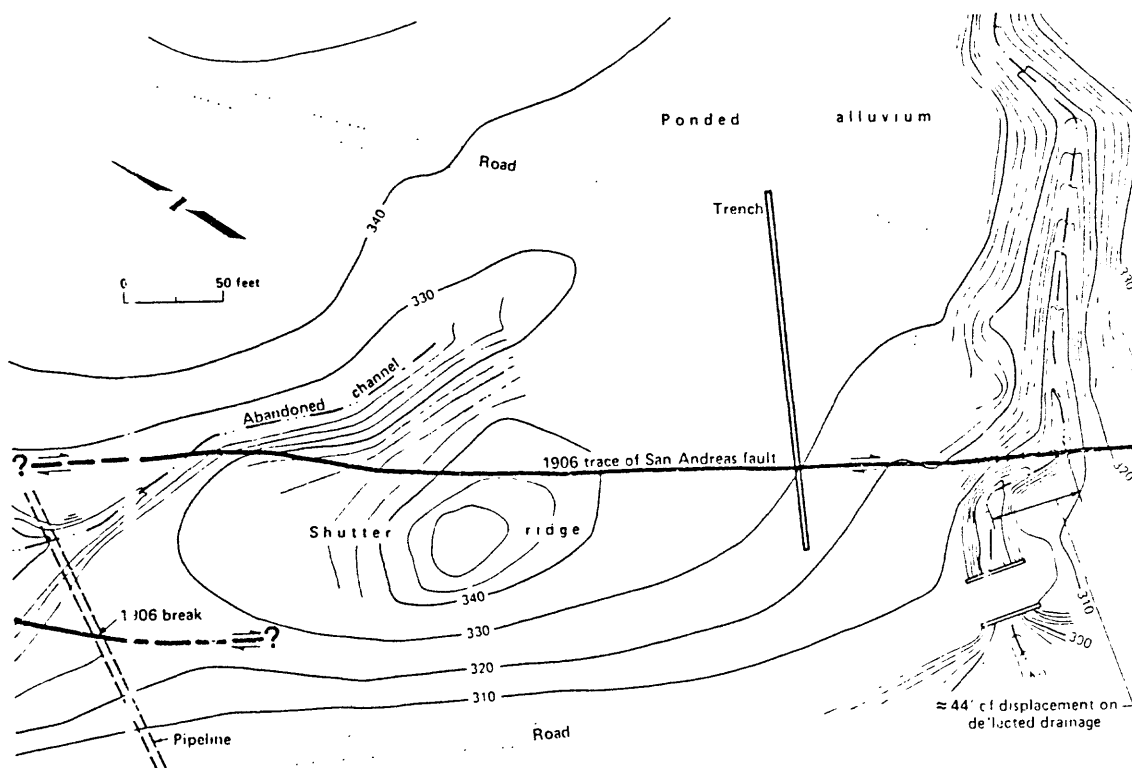 Ponded alluvium
Road
Trench
340
0 50 feet
330
330
Abandoned channel
?
1906 trace of San Andreas fault
320
Shutter ridge
340
1906 break
?
330
310
300
320
310
≈ 44' of displacement on
deflected drainage
Road
Pipeline